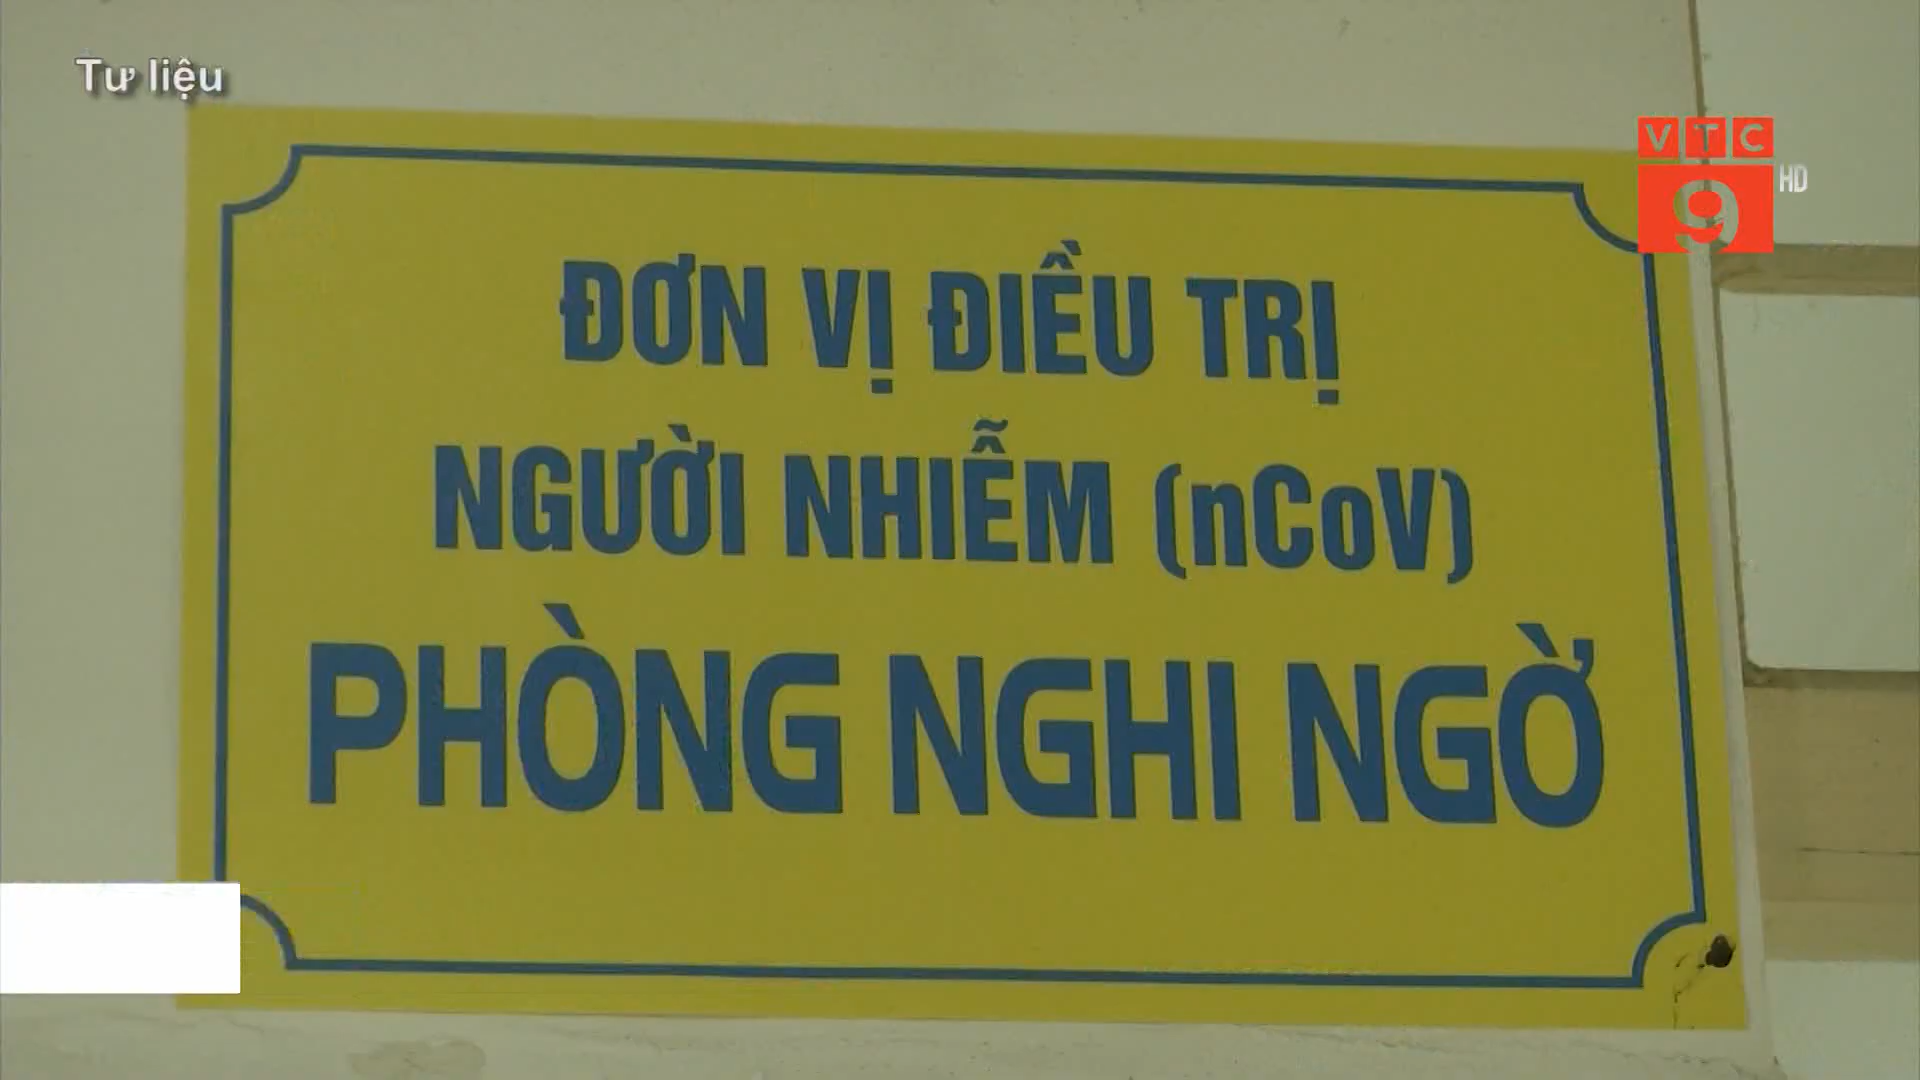 Tư liệu
VTC
9
HD
ĐƠN VỊ ĐIỀU TRỊ
NGƯỜI NHIỄM (nCoV)
PHÒNG NGHI NGỜ